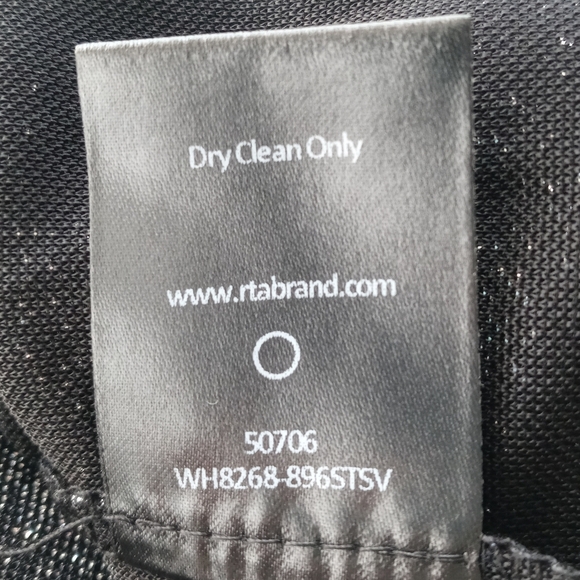 Dry Clean Only
www.rtabrand.com
50706
WH8268-896STSV